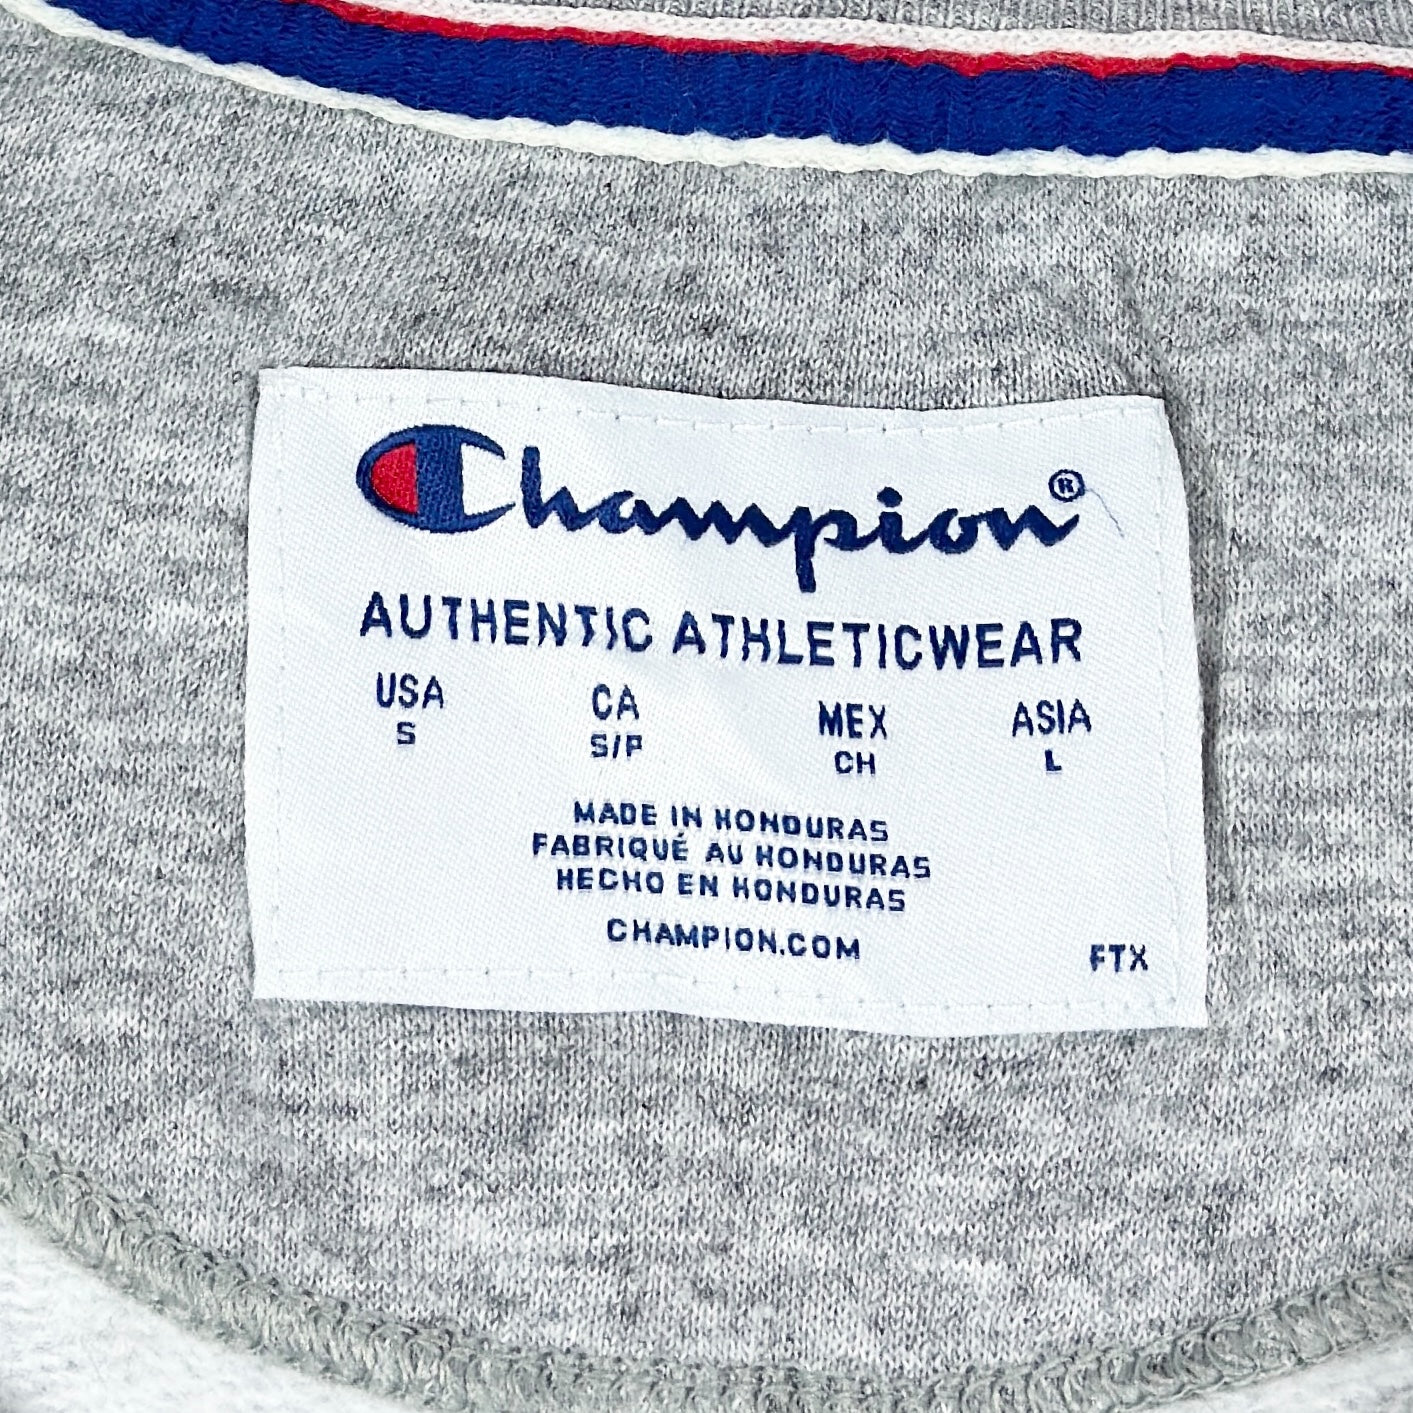 Champion®
AUTHENTIC ATHLETICWEAR
USA CA MEX ASIA
S S/P CH L
MADE IN HONDURAS
FABRIQUÉ AU HONDURAS
HECHO EN HONDURAS
CHAMPION.COM
FTX